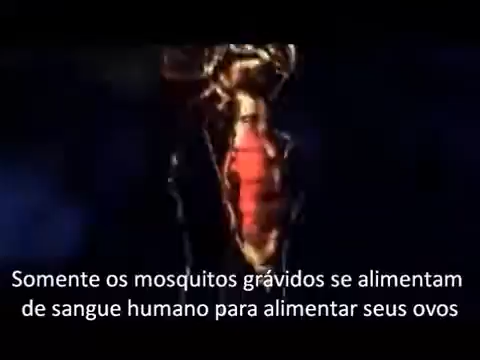 Somente os mosquitos grávidos se alimentam
de sangue humano para alimentar seus ovos